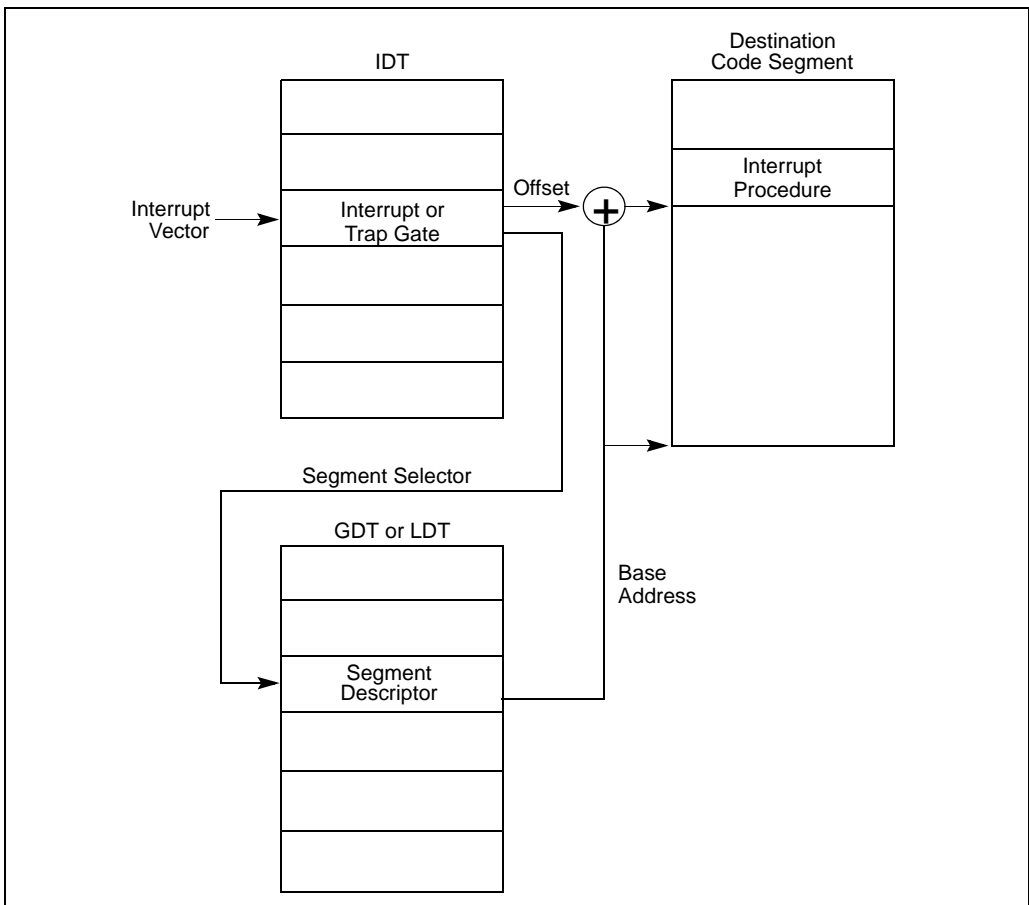 IDT
Destination
Code Segment
Interrupt
Vector
Interrupt or
Trap Gate
Offset
+
Interrupt
Procedure
Segment Selector
GDT or LDT
Base
Address
Segment
Descriptor